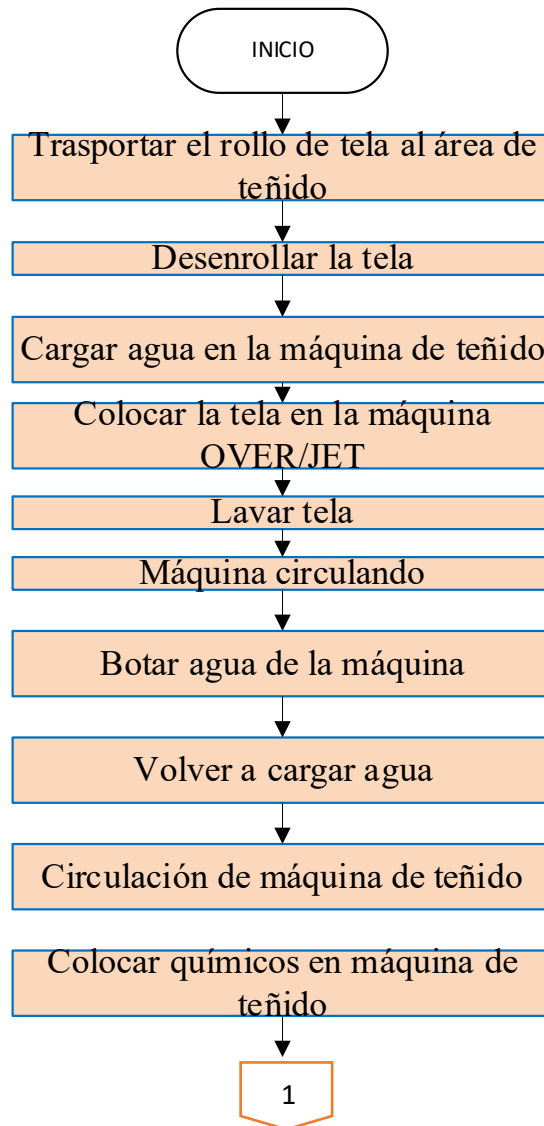 INICIO
Trasportar el rollo de tela al área de
teñido
Desenrollar la tela
Cargar agua en la máquina de teñido
Colocar la tela en la máquina
OVER/JET
Lavar tela
Máquina circulando
Botar agua de la máquina
Volver a cargar agua
Circulación de máquina de teñido
Colocar químicos en máquina de
teñido
1